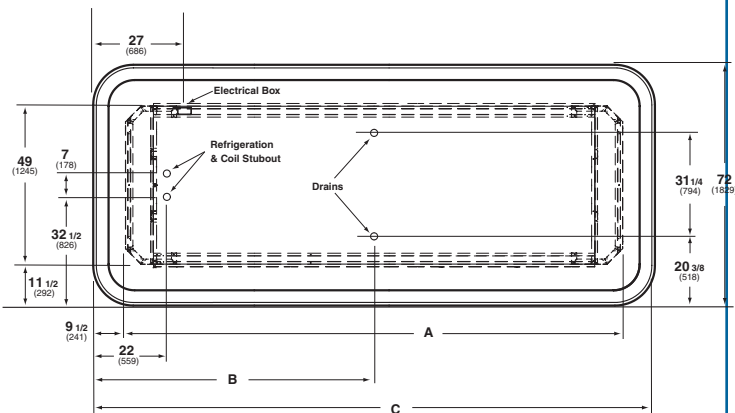 27
(686)
Electrical Box
Refrigeration
& Coil Stubout
7
(178)
49
(1245)
Drains
31 1/4
(794)
72
(1829)
32 1/2
(826)
20 3/8
(518)
11 1/2
(292)
9 1/2
(241)
A
22
(559)
B
C